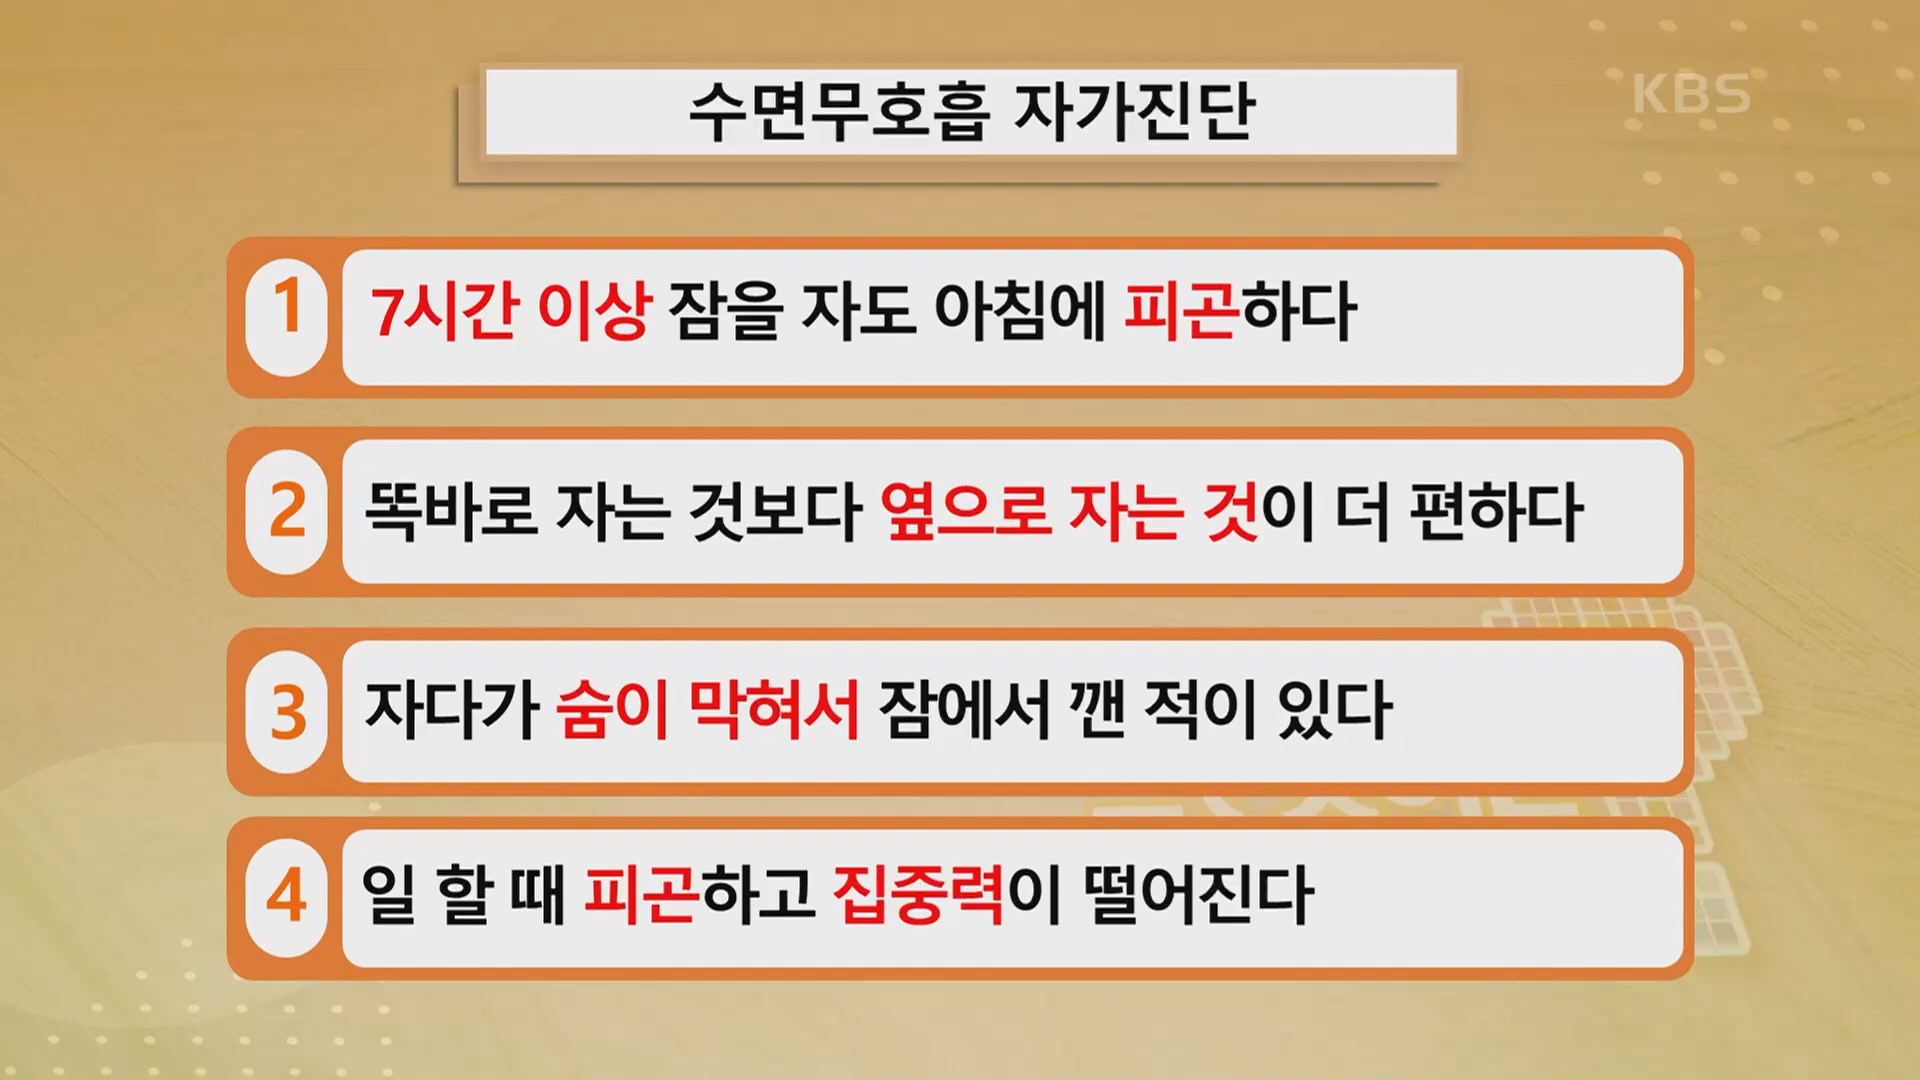 수면무호흡 자가진단
KBS
1 7시간 이상 잠을 자도 아침에 피곤하다
2 똑바로 자는 것보다 옆으로 자는 것이 더 편하다
3 자다가 숨이 막혀서 잠에서 깬 적이 있다
4 일 할 때 피곤하고 집중력이 떨어진다